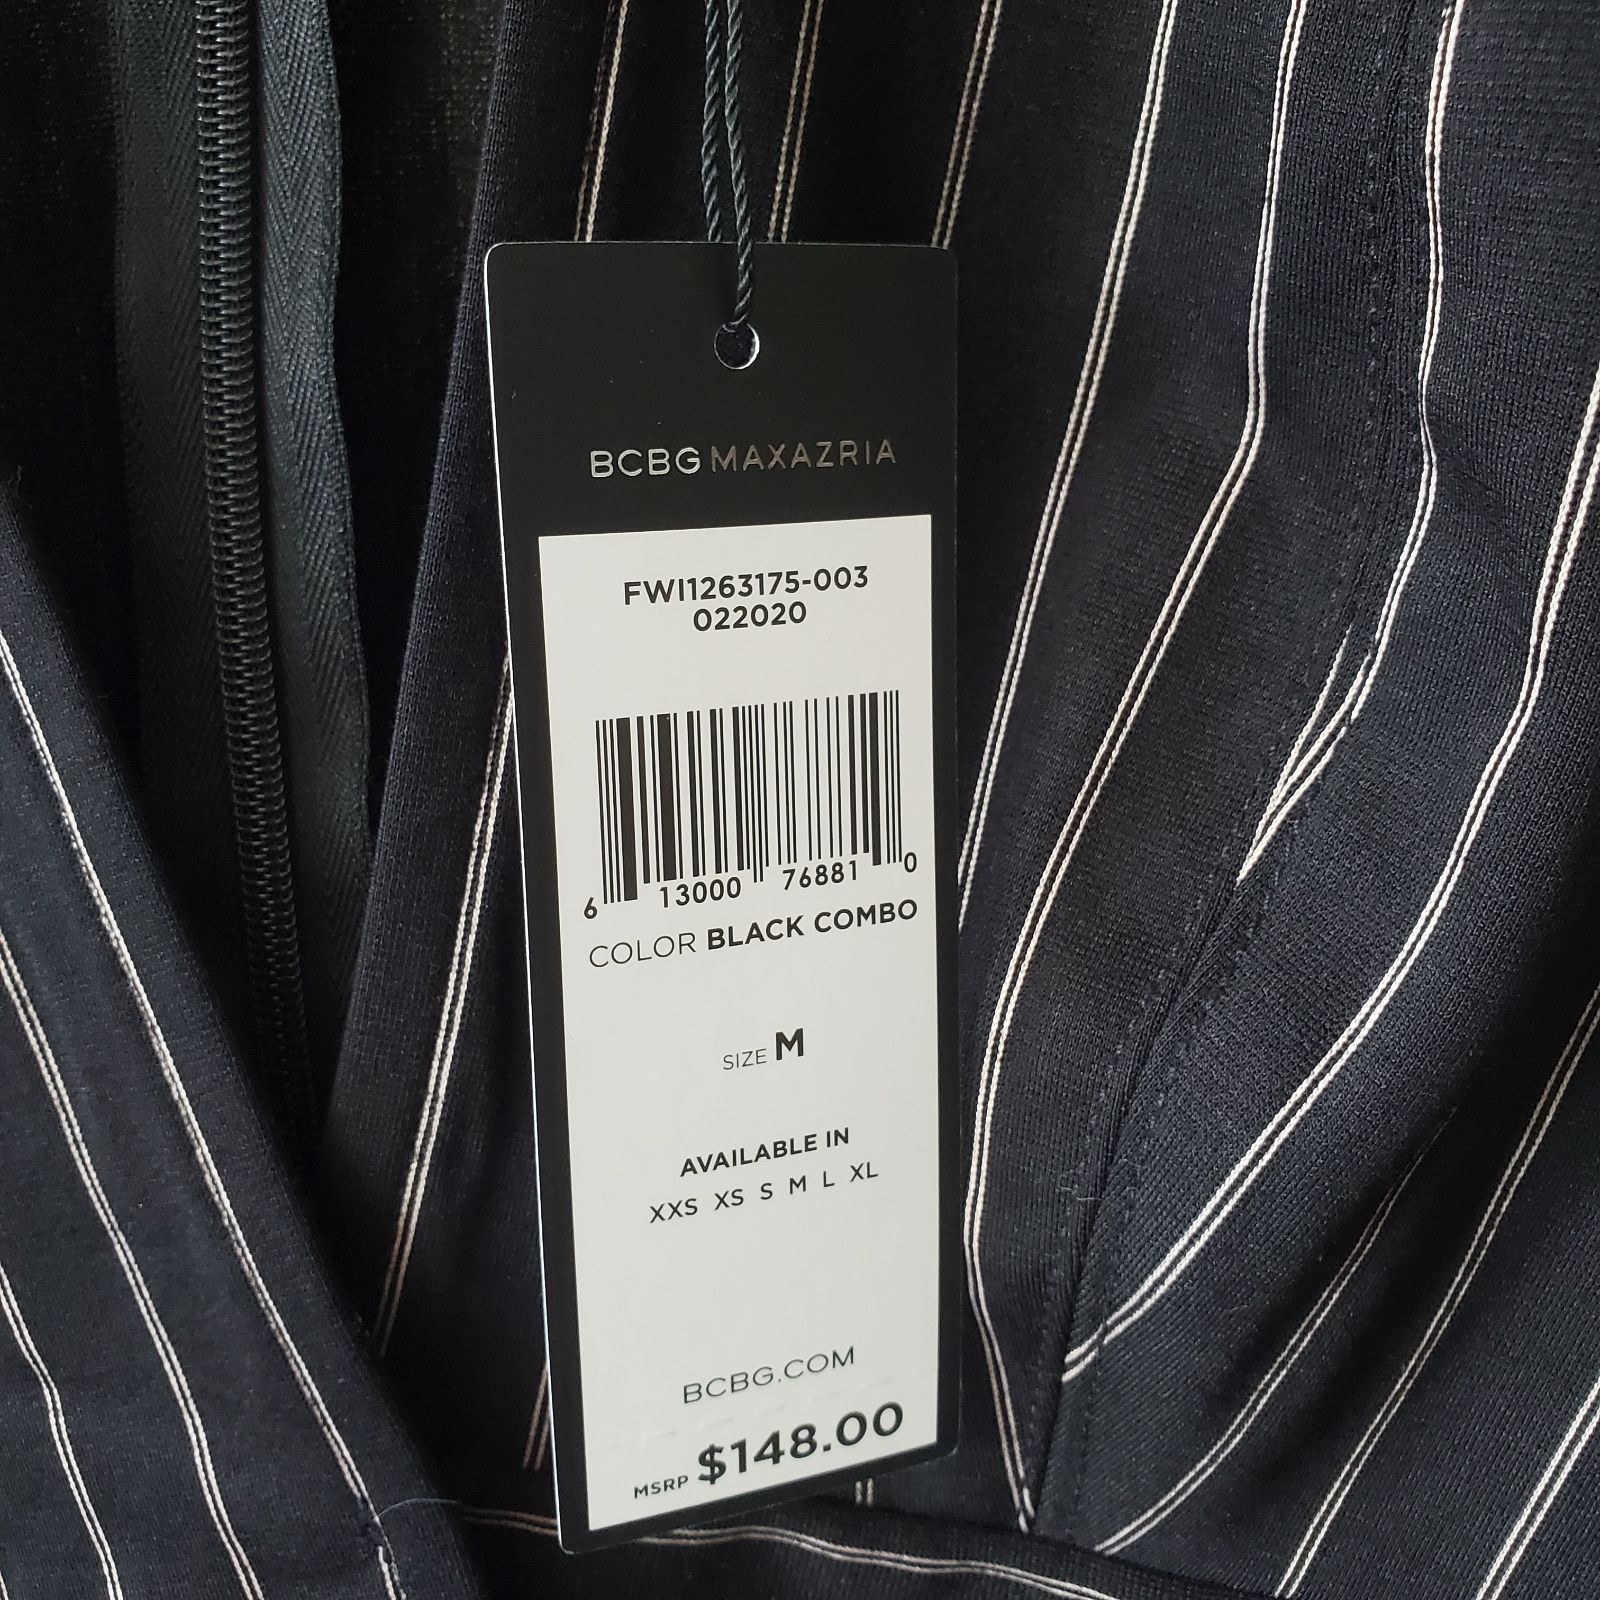 BCBGMAXAZRIA
FWI1263175-003
022020
6 13000 76881 0
COLOR BLACK COMBO
SIZE M
AVAILABLE IN
XXS XS S M L XL
BCBG.COM
MSRP $148.00